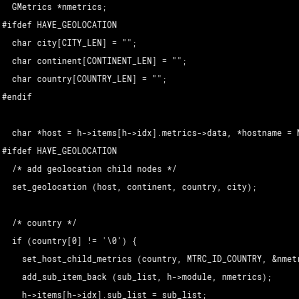 GMetrics *nmetrics;
#ifdef HAVE_GEOLOCATION
char city[CITY_LEN] = "";
char continent[CONTINENT_LEN] = "";
char country[COUNTRY_LEN] = "";
#endif
char *host = h->items[h->idx].metrics->data, *hostname =
#ifdef HAVE_GEOLOCATION
/* add geolocation child nodes */
set_geolocation (host, continent, country, city);
/* country */
if (country[0] != '\0') {
set_host_child_metrics (country, MTRC_ID_COUNTRY, &nmet
add_sub_item_back (sub_list, h->module, nmetrics);
h->items[h->idx].sub_list = sub_list;